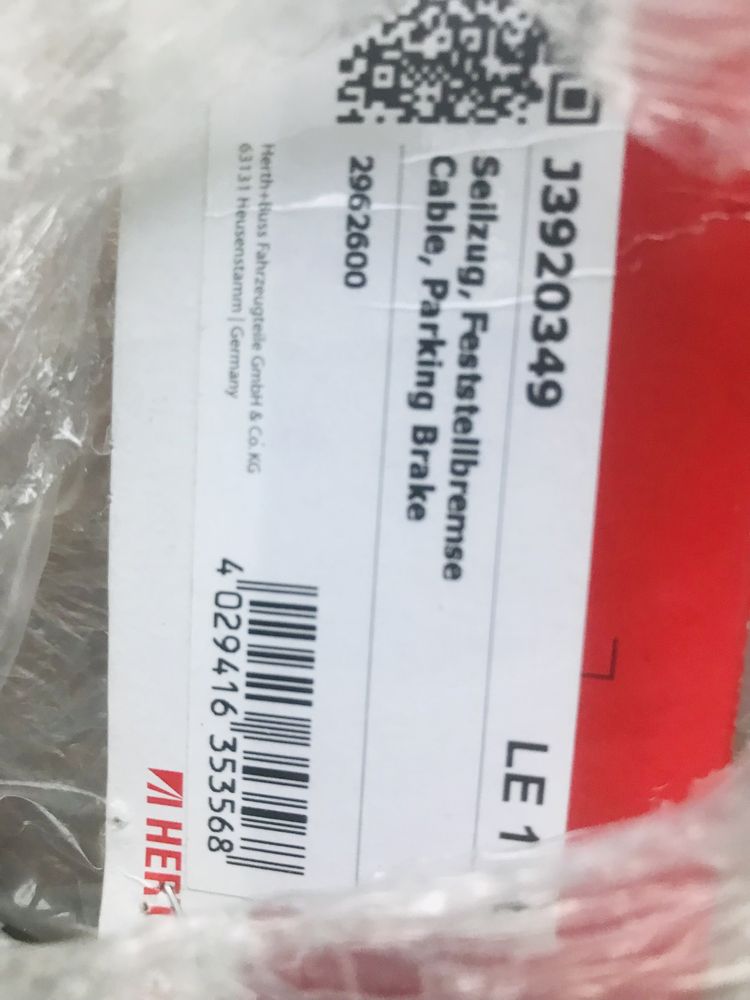 J3920349
LE 1
Seilzug, Feststellbremse
Cable, Parking Brake
2962600
Herth+Buss Fahrzeugteile GmbH & Co. KG
63131 Heusenstamm | Germany
4 029416 353568
HER